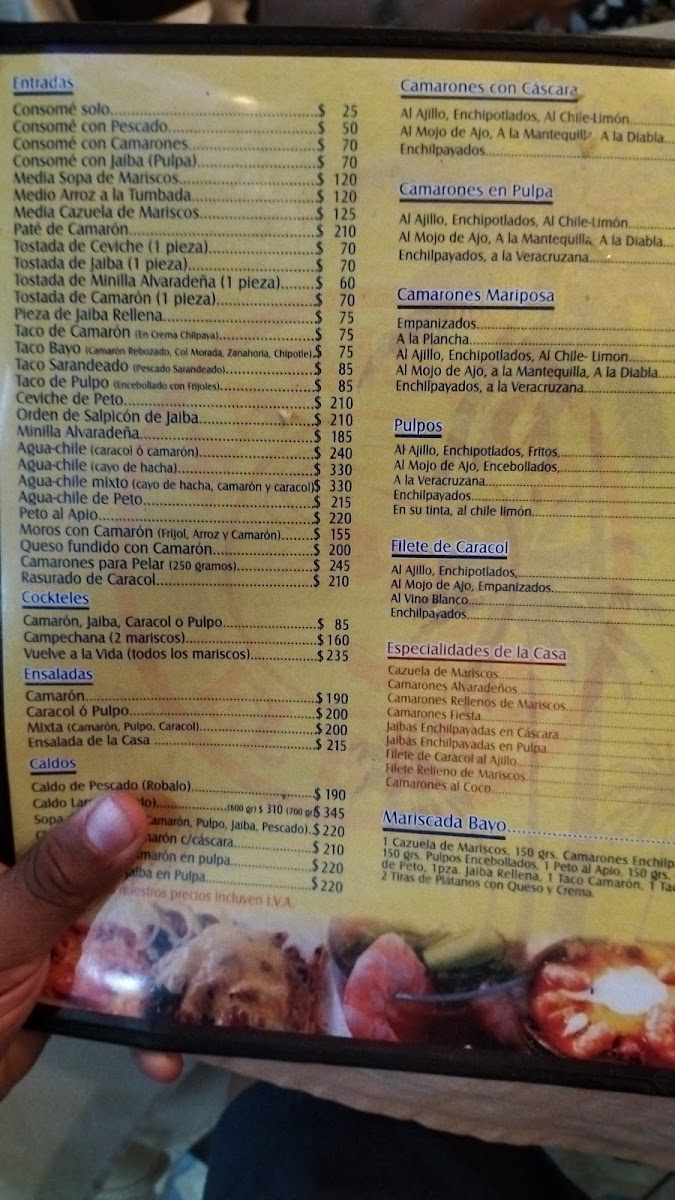 Entradas
Consomé solo $ 25
Consomé con Pescado $ 50
Consomé con Camarones $ 70
Consomé con Jaiba (Pulpa) $ 70
Media Sopa de Mariscos $ 120
Medio Arroz a la Tumbada $ 120
Media Cazuela de Mariscos $ 125
Paté de Camarón $ 210
Tostada de Ceviche (1 pieza) $ 70
Tostada de Jaiba (1 pieza) $ 70
Tostada de Minilla Alvaradeña (1 pieza) $ 60
Tostada de Camarón (1 pieza) $ 70
Pieza de Jaiba Rellena $ 75
Taco de Camarón (En Crema Chilpaya) $ 75
Taco Bayo (Camarón Rebozado, Col Morada, Zanahoria, Chipotle) $ 75
Taco Sarandeado (Pescado Sarandeado) $ 85
Taco de Pulpo (Encebollado con Frijoles) $ 85
Ceviche de Peto $ 210
Orden de Salpicón de Jaiba $ 210
Minilla Alvaradeña $ 185
Agua-chile (caracol ó camarón) $ 240
Agua-chile (cayo de hacha) $ 330
Agua-chile mixto (cayo de hacha, camarón y caracol) $ 330
Agua-chile de Peto $ 215
Peto al Apio $ 220
Moros con Camarón (Frijol, Arroz y Camarón) $ 155
Queso fundido con Camarón $ 200
Camarones para Pelar (250 gramos) $ 245
Rasurado de Caracol $ 210
Cockteles
Camarón, Jaiba, Caracol o Pulpo $ 85
Campechana (2 mariscos) $ 160
Vuelve a la Vida (todos los mariscos) $ 235
Ensaladas
Camarón $ 190
Caracol ó Pulpo $ 200
Mixta (Camarón, Pulpo, Caracol) $ 200
Ensalada de la Casa $ 215
Caldos
Caldo de Pescado (Robalo) $ 190
Caldo (600 gr) $ 310 (700 gr) $ 345
Sopa Camarón, Pulpo, Jaiba, Pescado) $ 220
c/cáscara $ 210
en pulpa $ 220
en Pulpa $ 220
nuestros precios incluyen I.V.A.
Camarones con Cáscara
Al Ajillo, Enchipotlados, Al Chile-Limón
Al Mojo de Ajo, A la Mantequilla A la Diabla
Enchilpayados
Camarones en Pulpa
Al Ajillo, Enchipotlados, Al Chile-Limón
Al Mojo de Ajo, A la Mantequilla, A la Diabla
Enchilpayados, a la Veracruzana
Camarones Mariposa
Empanizados
A la Plancha
Al Ajillo, Enchipotlados, Al Chile- Limon
Al Mojo de Ajo, a la Mantequilla, A la Diabla
Enchilpayados, a la Veracruzana
Pulpos
Al Ajillo, Enchipotlados, Fritos,
Al Mojo de Ajo, Encebollados,
A la Veracruzana
Enchilpayados
En su tinta, al chile limón
Filete de Caracol
Al Ajillo, Enchipotlados,
Al Mojo de Ajo, Empanizados
Al Vino Blanco
Enchilpayados
Especialidades de la Casa
Cazuela de Mariscos
Camarones Alvaradeños
Camarones Rellenos de Mariscos
Camarones Fiesta
Jaibas Enchilpayadas en Cáscara
Jaibas Enchilpayadas en Pulpa
Filete de Caracol al Ajillo
Filete Relleno de Mariscos
Camarones al Coco
Mariscada Bayo
1 Cazuela de Mariscos, 150 grs. Camarones Enchilp
150 grs. Pulpos Encebollados, 1 Peto al Apio, 150 grs.
de Peto, 1pza. Jaiba Rellena, 1 Taco Camarón, 1 Ta
2 Tiras de Plátanos con Queso y Crema.